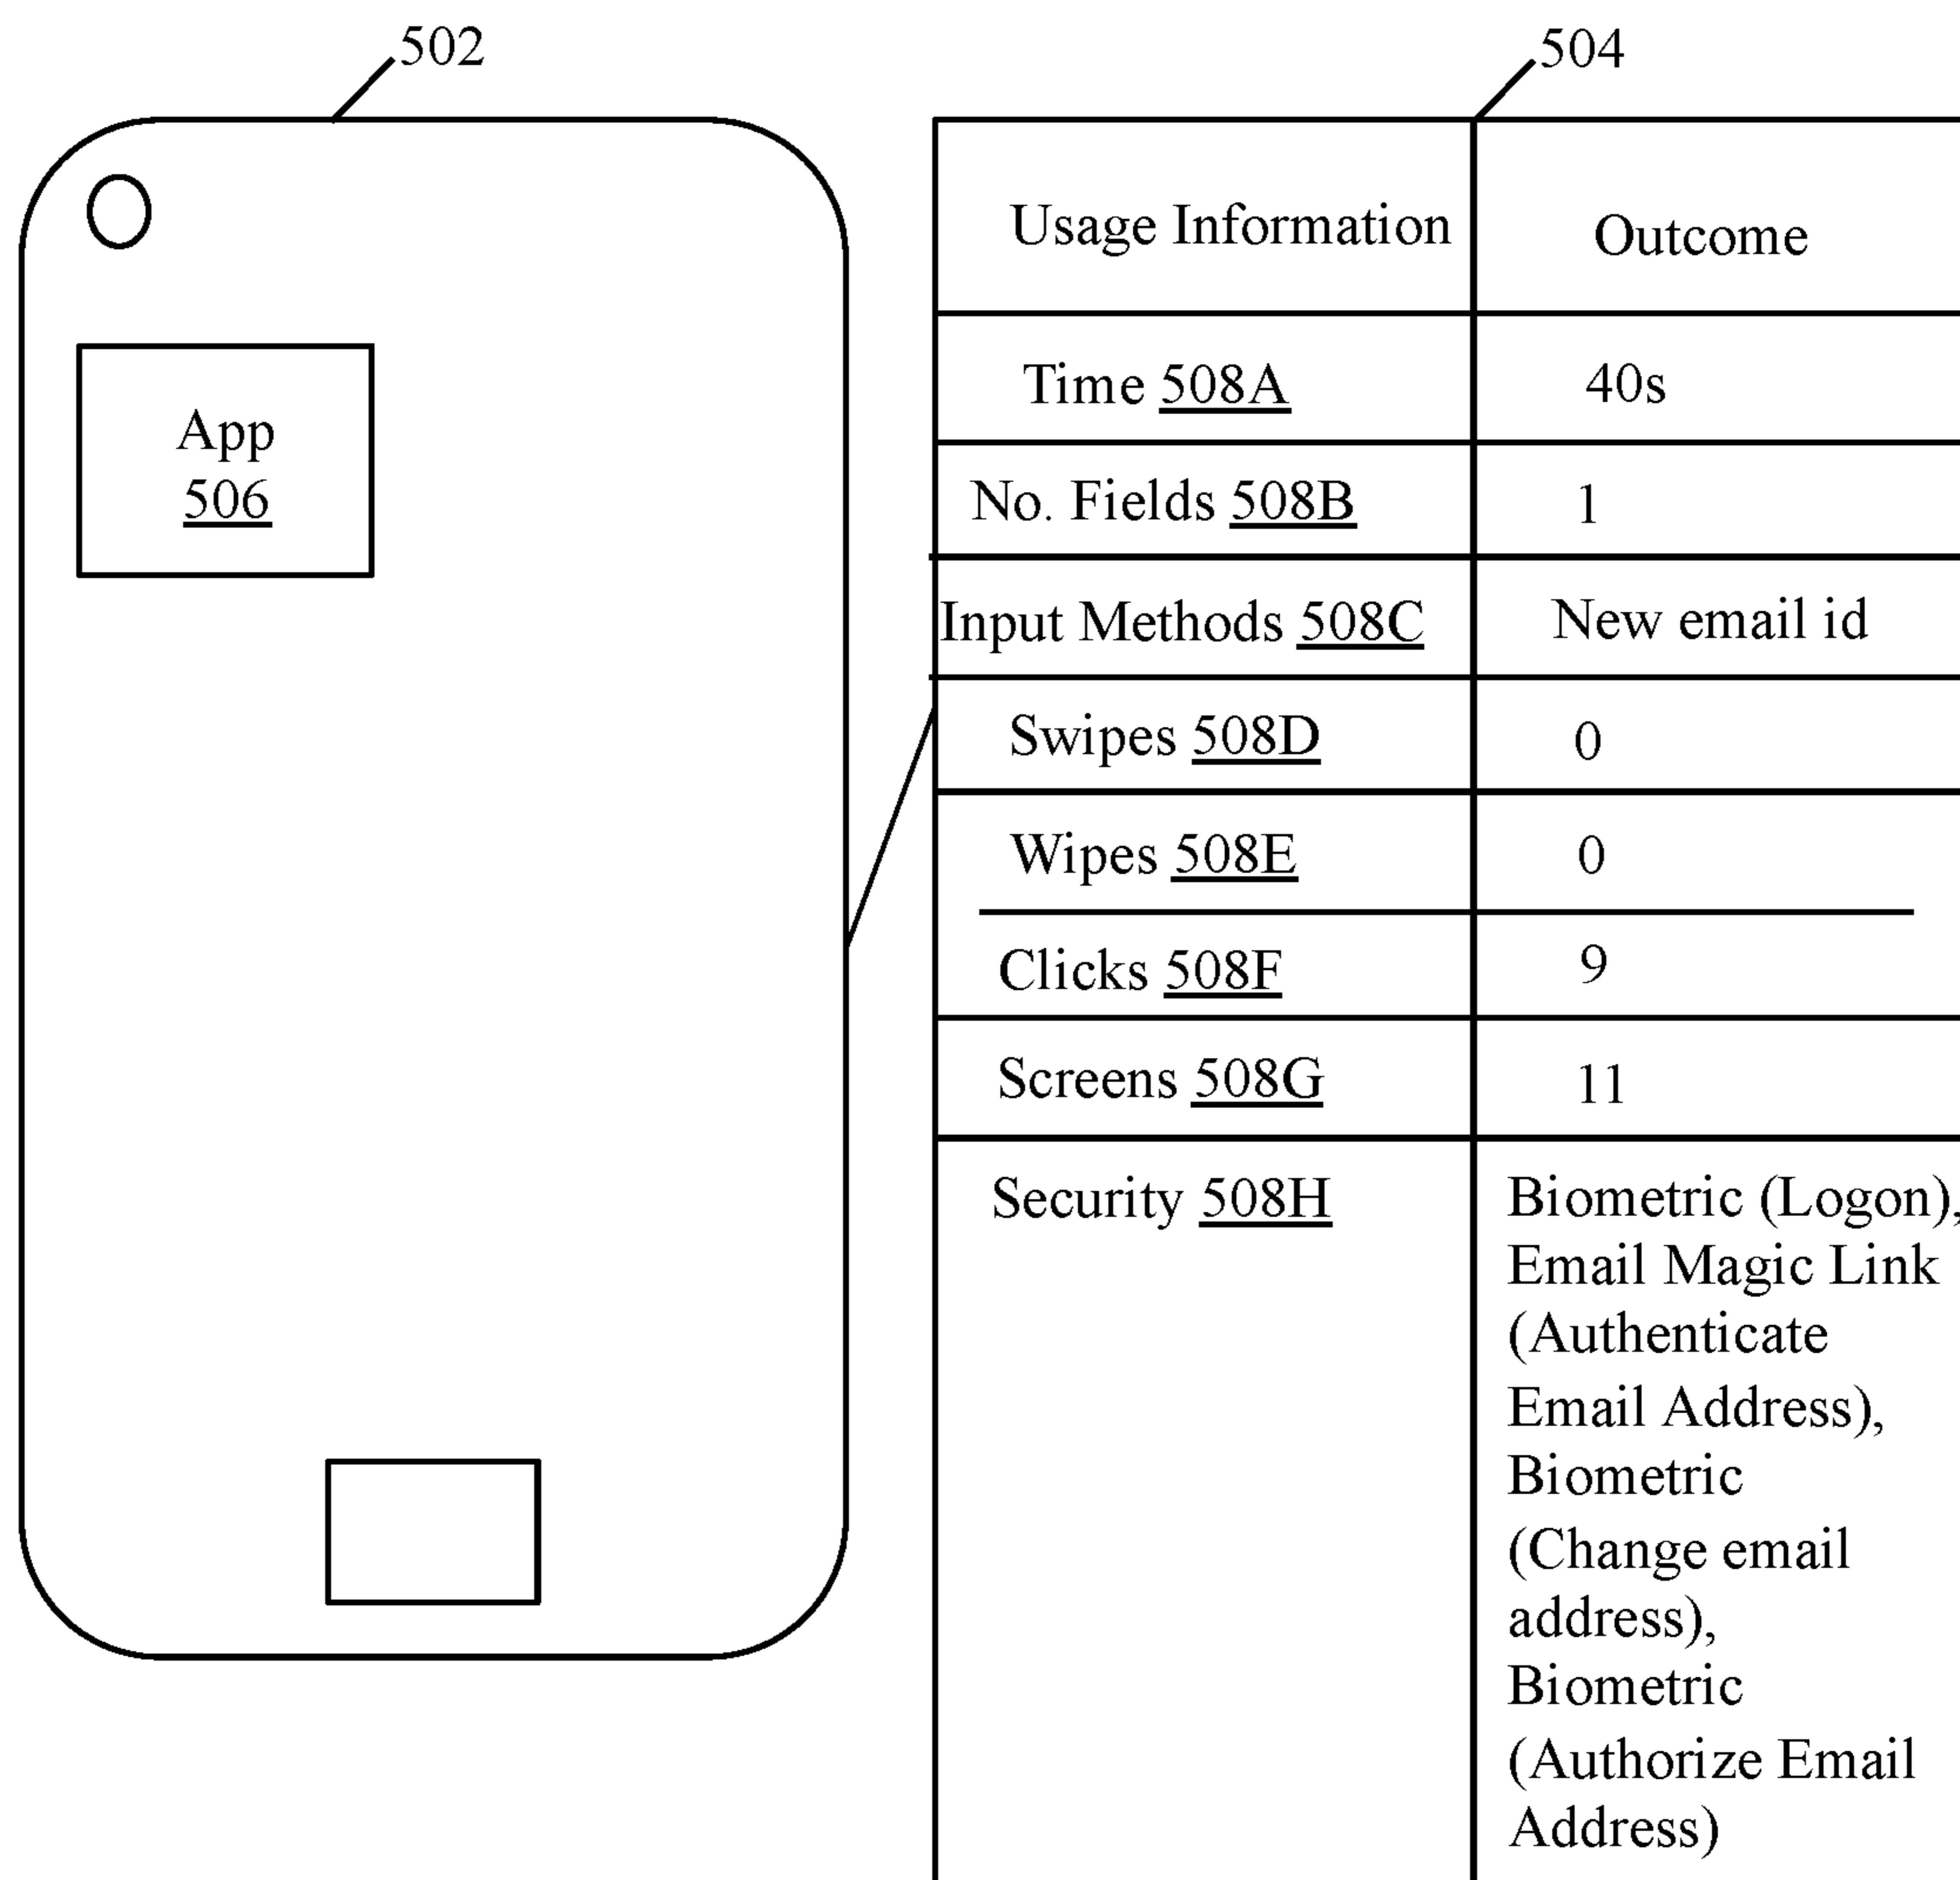 502
504
App
506
Usage Information
Outcome
Time 508A
40s
No. Fields 508B
1
Input Methods 508C
New email id
Swipes 508D
0
Wipes 508E
0
Clicks 508F
9
Screens 508G
11
Security 508H
Biometric (Logon),
Email Magic Link
(Authenticate
Email Address),
Biometric
(Change email
address),
Biometric
(Authorize Email
Address)